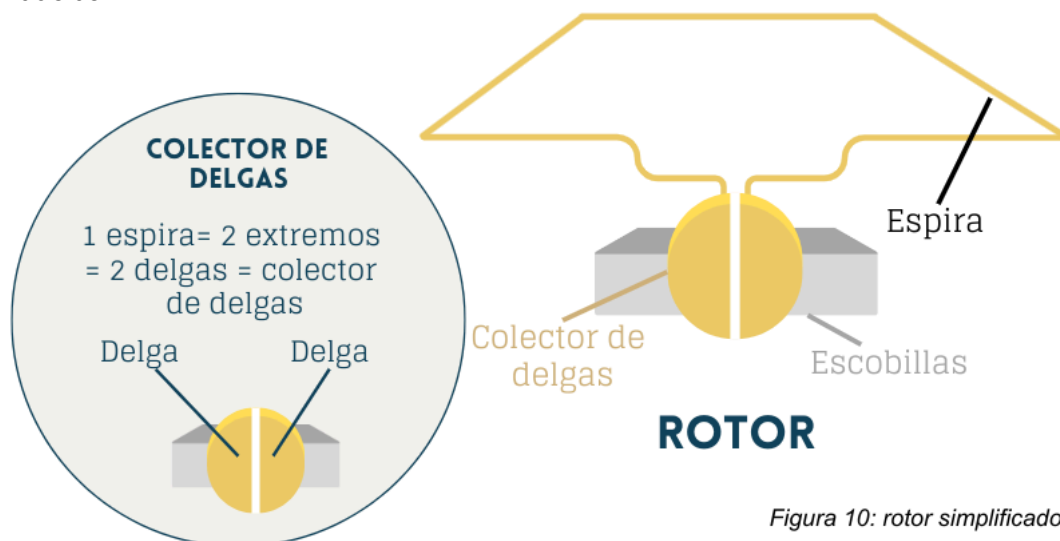 COLECTOR DE
DELGAS
1 espira= 2 extremos
= 2 delgas = colector
de delgas
Delga
Delga
Espira
Colector de
delgas
Escobillas
ROTOR
Figura 10: rotor simplificado